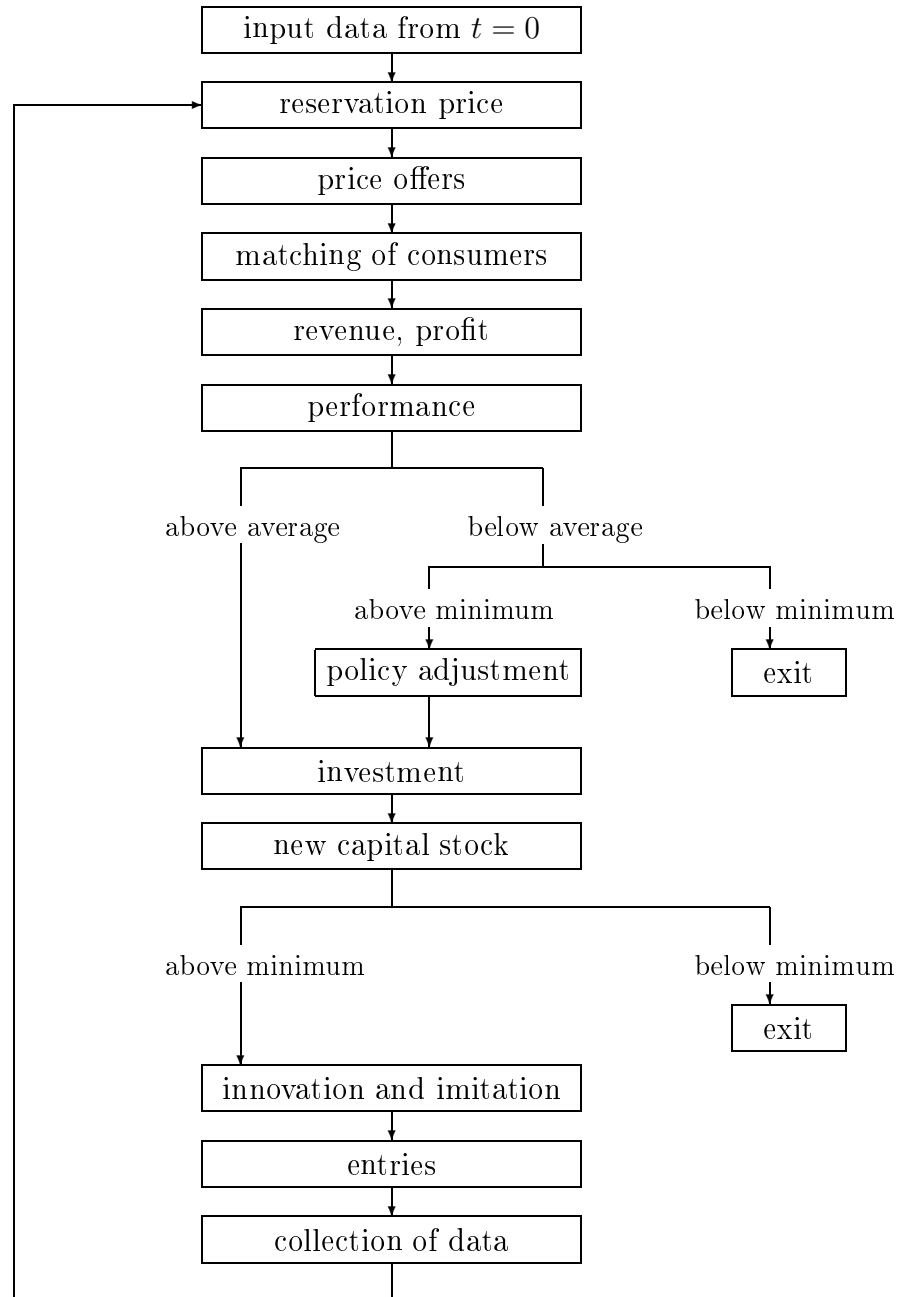 input data from t = 0
reservation price
price offers
matching of consumers
revenue, profit
performance
above average
below average
above minimum
below minimum
policy adjustment
exit
investment
new capital stock
above minimum
below minimum
exit
innovation and imitation
entries
collection of data